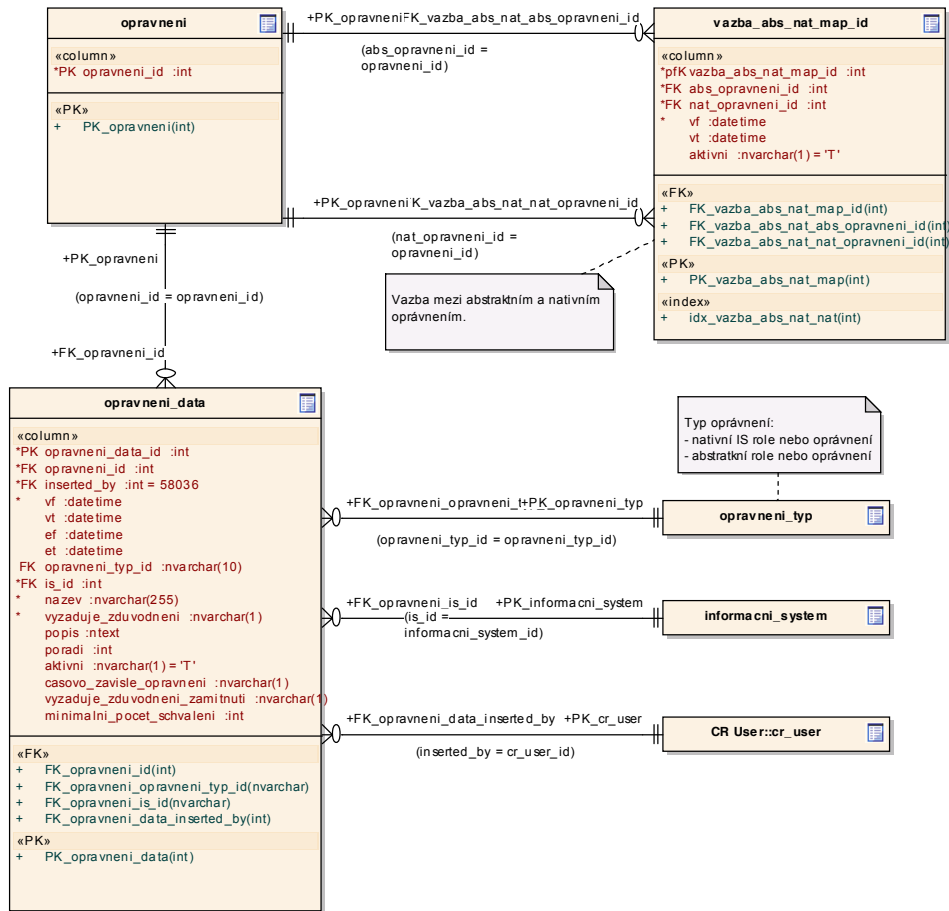 opravneni
«column»
*PK opravneni_id :int
«PK»
+ PK_opravneni(int)
+PK_opravneni
FK_vazba_abs_nat_abs_opravneni_id
(abs_opravneni_id =
opravneni_id)
vazba_abs_nat_map_id
«column»
*pfK vazba_abs_nat_map_id :int
*FK abs_opravneni_id :int
*FK nat_opravneni_id :int
* vf :datetime
vt :datetime
aktivni :nvarchar(1) = 'T'
«FK»
+ FK_vazba_abs_nat_map_id(int)
+ FK_vazba_abs_nat_abs_opravneni_id(int)
+ FK_vazba_abs_nat_nat_opravneni_id(int)
«PK»
+ PK_vazba_abs_nat_map(int)
«index»
+ idx_vazba_abs_nat_nat(int)
+PK_opravneni
K_vazba_abs_nat_nat_opravneni_id
(nat_opravneni_id =
opravneni_id)
Vazba mezi abstraktním a nativním
oprávněním.
+PK_opravneni
(opravneni_id = opravneni_id)
+FK_opravneni_id
opravneni_data
«column»
*PK opravneni_data_id :int
*FK opravneni_id :int
*FK inserted_by :int = 58036
* vf :datetime
vt :datetime
ef :datetime
et :datetime
FK opravneni_typ_id :nvarchar(10)
*FK is_id :int
* nazev :nvarchar(255)
* vyzaduje_zduvodneni :nvarchar(1)
popis :ntext
poradi :int
aktivni :nvarchar(1) = 'T'
casovo_zavisle_opravneni :nvarchar(1)
vyzaduje_zduvodneni_zamitnuti :nvarchar(1)
minimalni_pocet_schvaleni :int
«FK»
+ FK_opravneni_id(int)
+ FK_opravneni_opravneni_typ_id(nvarchar)
+ FK_opravneni_is_id(nvarchar)
+ FK_opravneni_data_inserted_by(int)
«PK»
+ PK_opravneni_data(int)
Typ oprávnění:
- nativní IS role nebo oprávnění
- abstratkní role nebo oprávnění
+FK_opravneni_opravneni_t
+PK_opravneni_typ
(opravneni_typ_id = opravneni_typ_id)
opravneni_typ
+FK_opravneni_is_id
+PK_informacni_system
(is_id =
informacni_system_id)
informacni_system
+FK_opravneni_data_inserted_by
+PK_cr_user
(inserted_by = cr_user_id)
CR User::cr_user